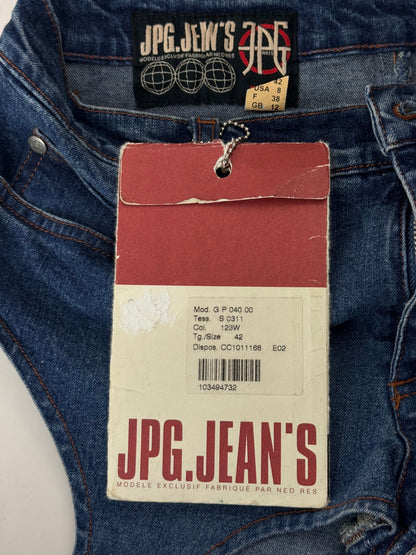 JPG.JEAN'S
MODELE EXCLUSIF FABRIQUE PAR NED RES
JPG
42
USA 8
F 38
GB 12
Mod. G P 040 00
Tess. S 0311
Col. 123W
Tg./Size 42
Dispos. CC1011166 E02
103494732
JPG.JEAN'S
MODELE EXCLUSIF FABRIQUÉ PAR NED RES